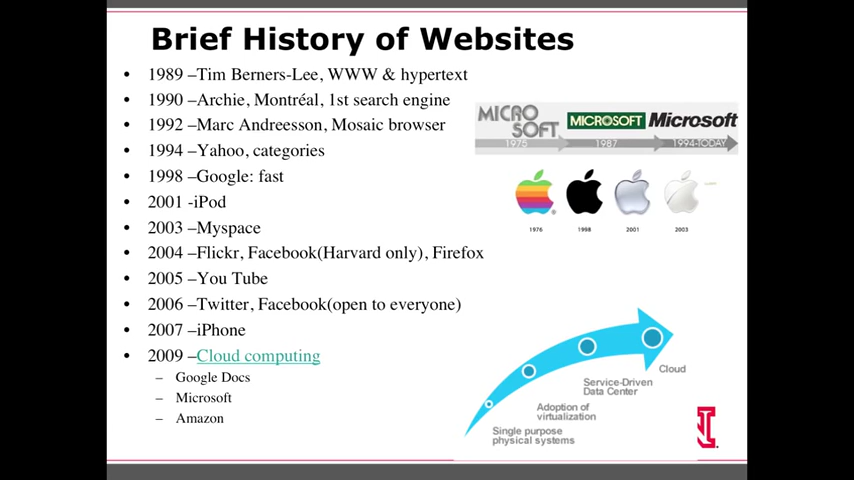 Brief History of Websites
• 1989 –Tim Berners-Lee, WWW & hypertext
• 1990 –Archie, Montréal, 1st search engine
• 1992 –Marc Andreesson, Mosaic browser
• 1994 –Yahoo, categories
• 1998 –Google: fast
• 2001 -iPod
• 2003 –Myspace
• 2004 –Flickr, Facebook(Harvard only), Firefox
• 2005 –You Tube
• 2006 –Twitter, Facebook(open to everyone)
• 2007 –iPhone
• 2009 –Cloud computing
– Google Docs
– Microsoft
– Amazon
MICRO
SOFT
MICROSOFT
Microsoft
1975
1987
1994-TODAY
1976
1998
2001
2003
Cloud
Service-Driven
Data Center
Adoption of
virtualization
Single purpose
physical systems